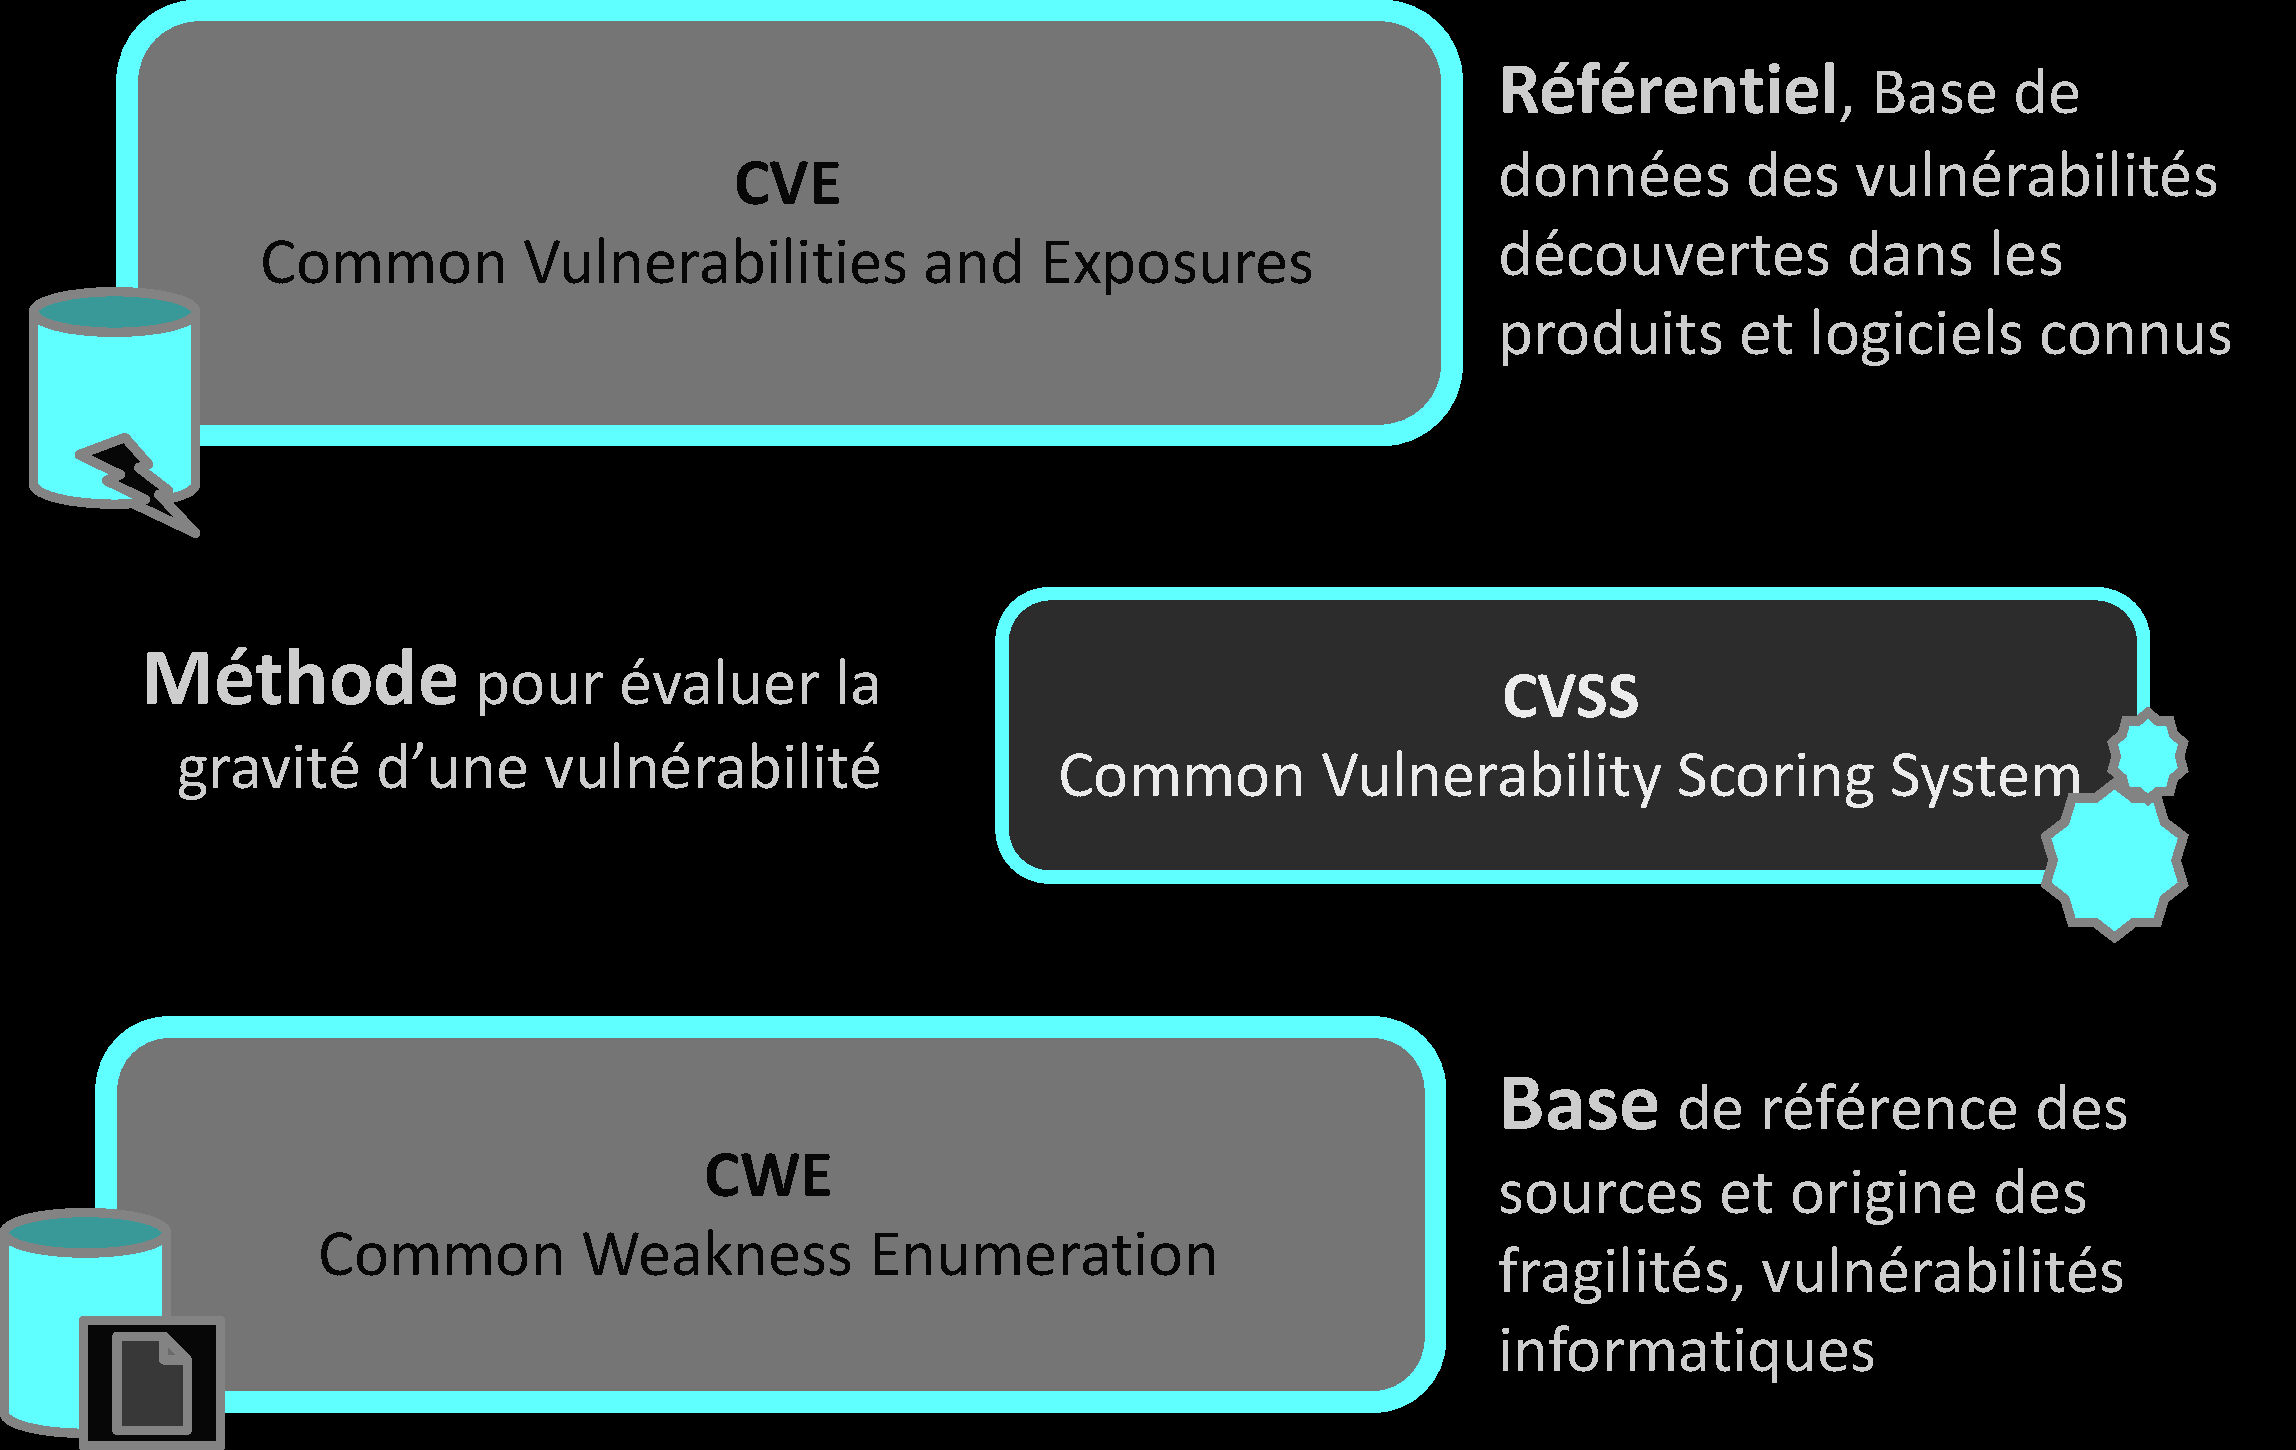 CVE
Common Vulnerabilities and Exposures
Référentiel, Base de
données des vulnérabilités
découvertes dans les
produits et logiciels connus
Méthode pour évaluer la
gravité d’une vulnérabilité
CVSS
Common Vulnerability Scoring System
CWE
Common Weakness Enumeration
Base de référence des
sources et origine des
fragilités, vulnérabilités
informatiques